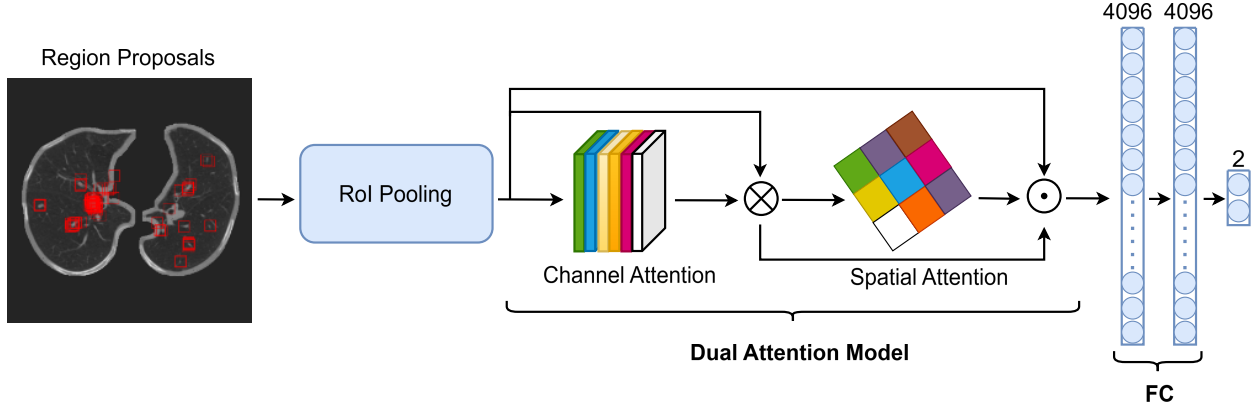 4096 4096
Region Proposals
2
RoI Pooling
Channel Attention
Spatial Attention
Dual Attention Model
FC